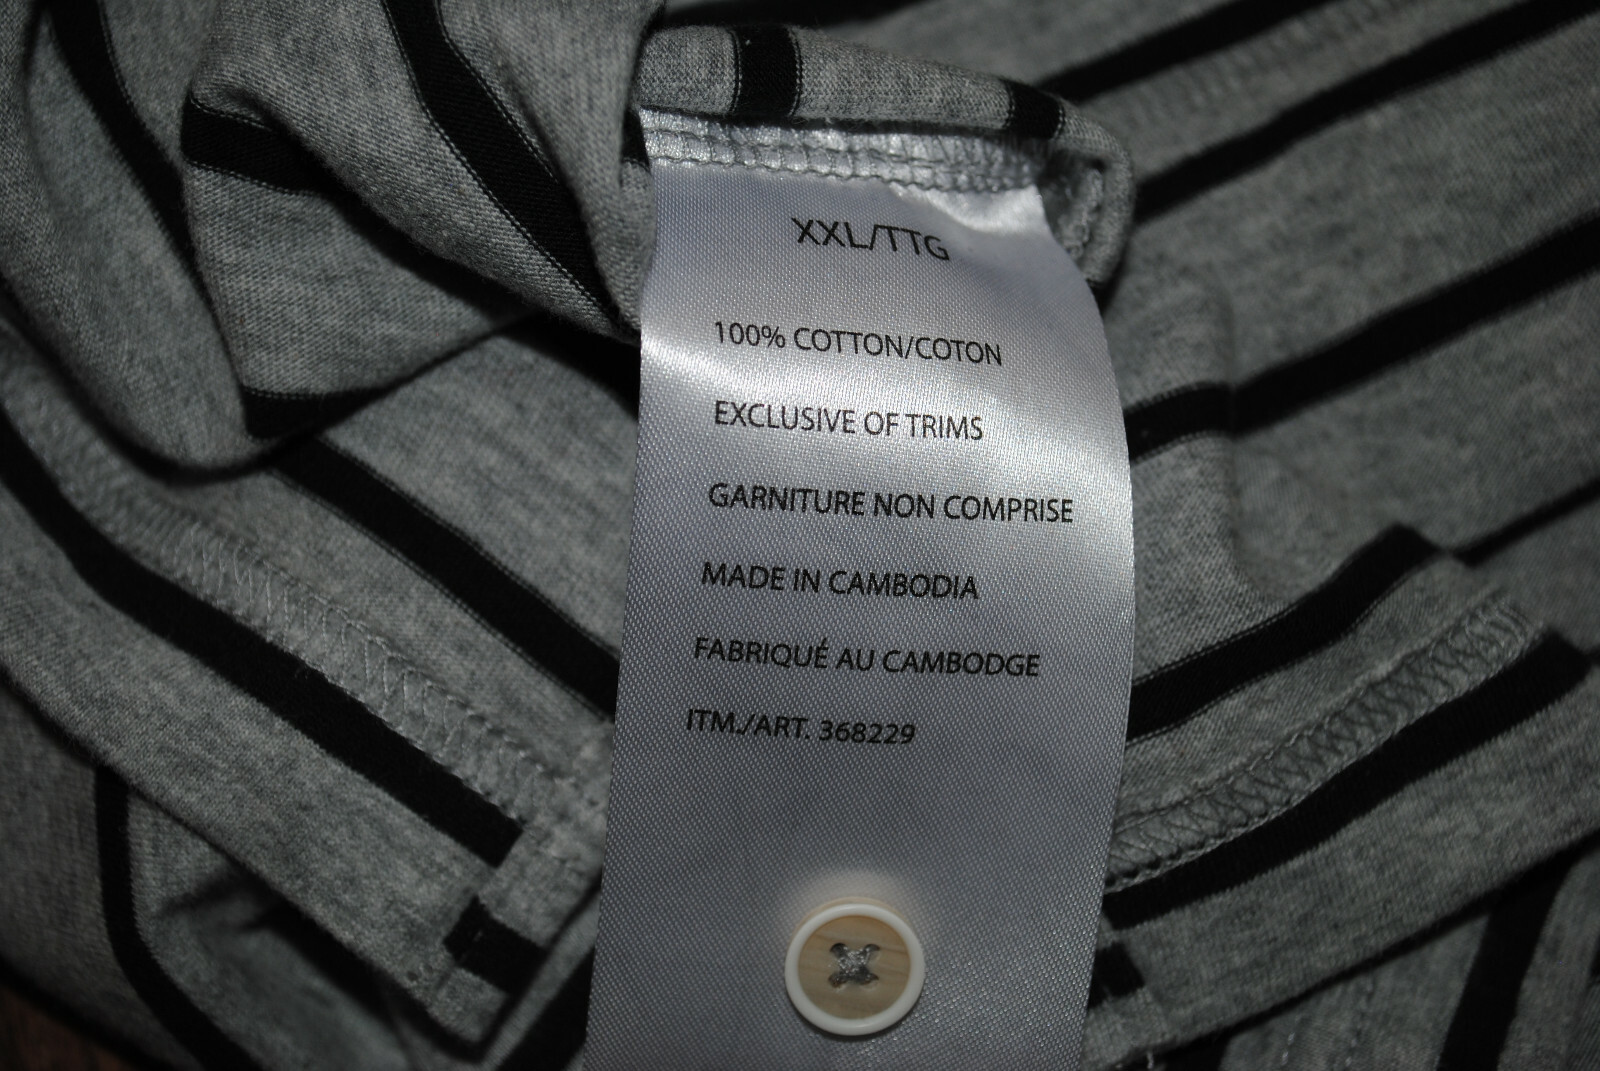 XXL/TTG
100% COTTON/COTON
EXCLUSIVE OF TRIMS
GARNITURE NON COMPRISE
MADE IN CAMBODIA
FABRIQUÉ AU CAMBODGE
ITM./ART. 368229